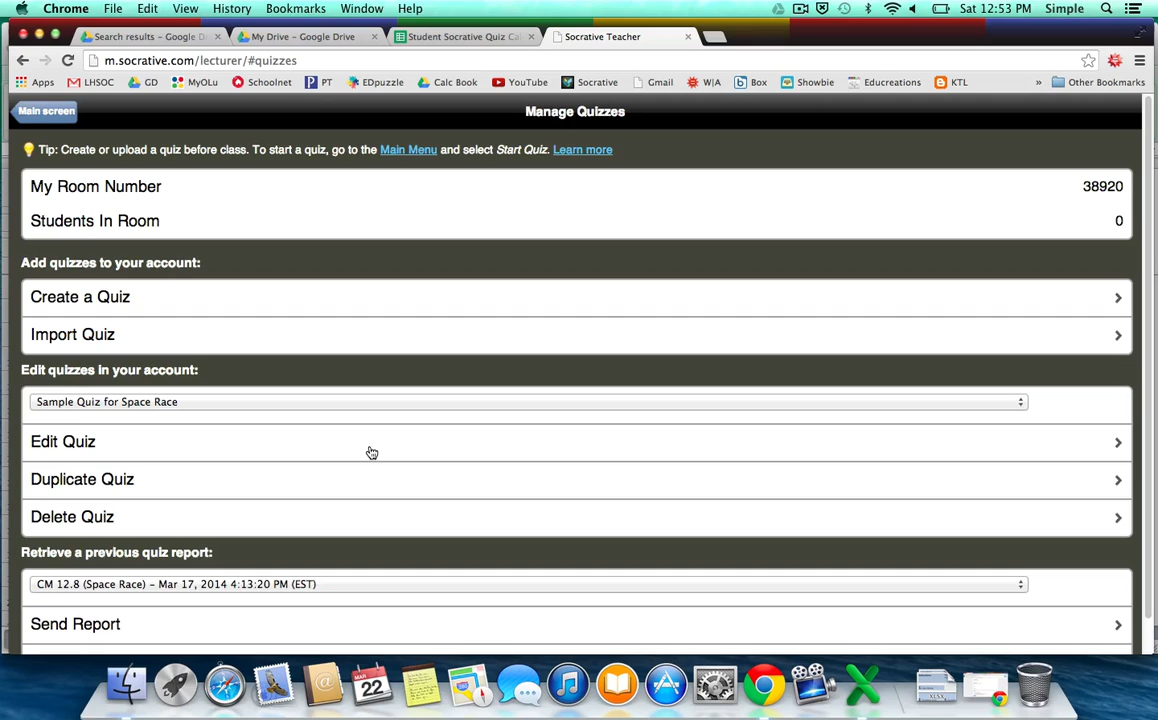 Chrome File Edit View History Bookmarks Window Help Sat 12:53 PM Simple
Search results - Google D My Drive - Google Drive Student Socrative Quiz Cal Socrative Teacher
m.socrative.com/lecturer/#quizzes
Apps LHSOC GD MyOLu Schoolnet PT EDpuzzle Calc Book YouTube Socrative Gmail W|A Box Showbie Educreations KTL » Other Bookmarks
Main screen Manage Quizzes
Tip: Create or upload a quiz before class. To start a quiz, go to the Main Menu and select Start Quiz. Learn more
My Room Number 38920
Students In Room 0
Add quizzes to your account:
Create a Quiz
Import Quiz
Edit quizzes in your account:
Sample Quiz for Space Race
Edit Quiz
Duplicate Quiz
Delete Quiz
Retrieve a previous quiz report:
CM 12.8 (Space Race) - Mar 17, 2014 4:13:20 PM (EST)
Send Report
MAR
22
XLSX